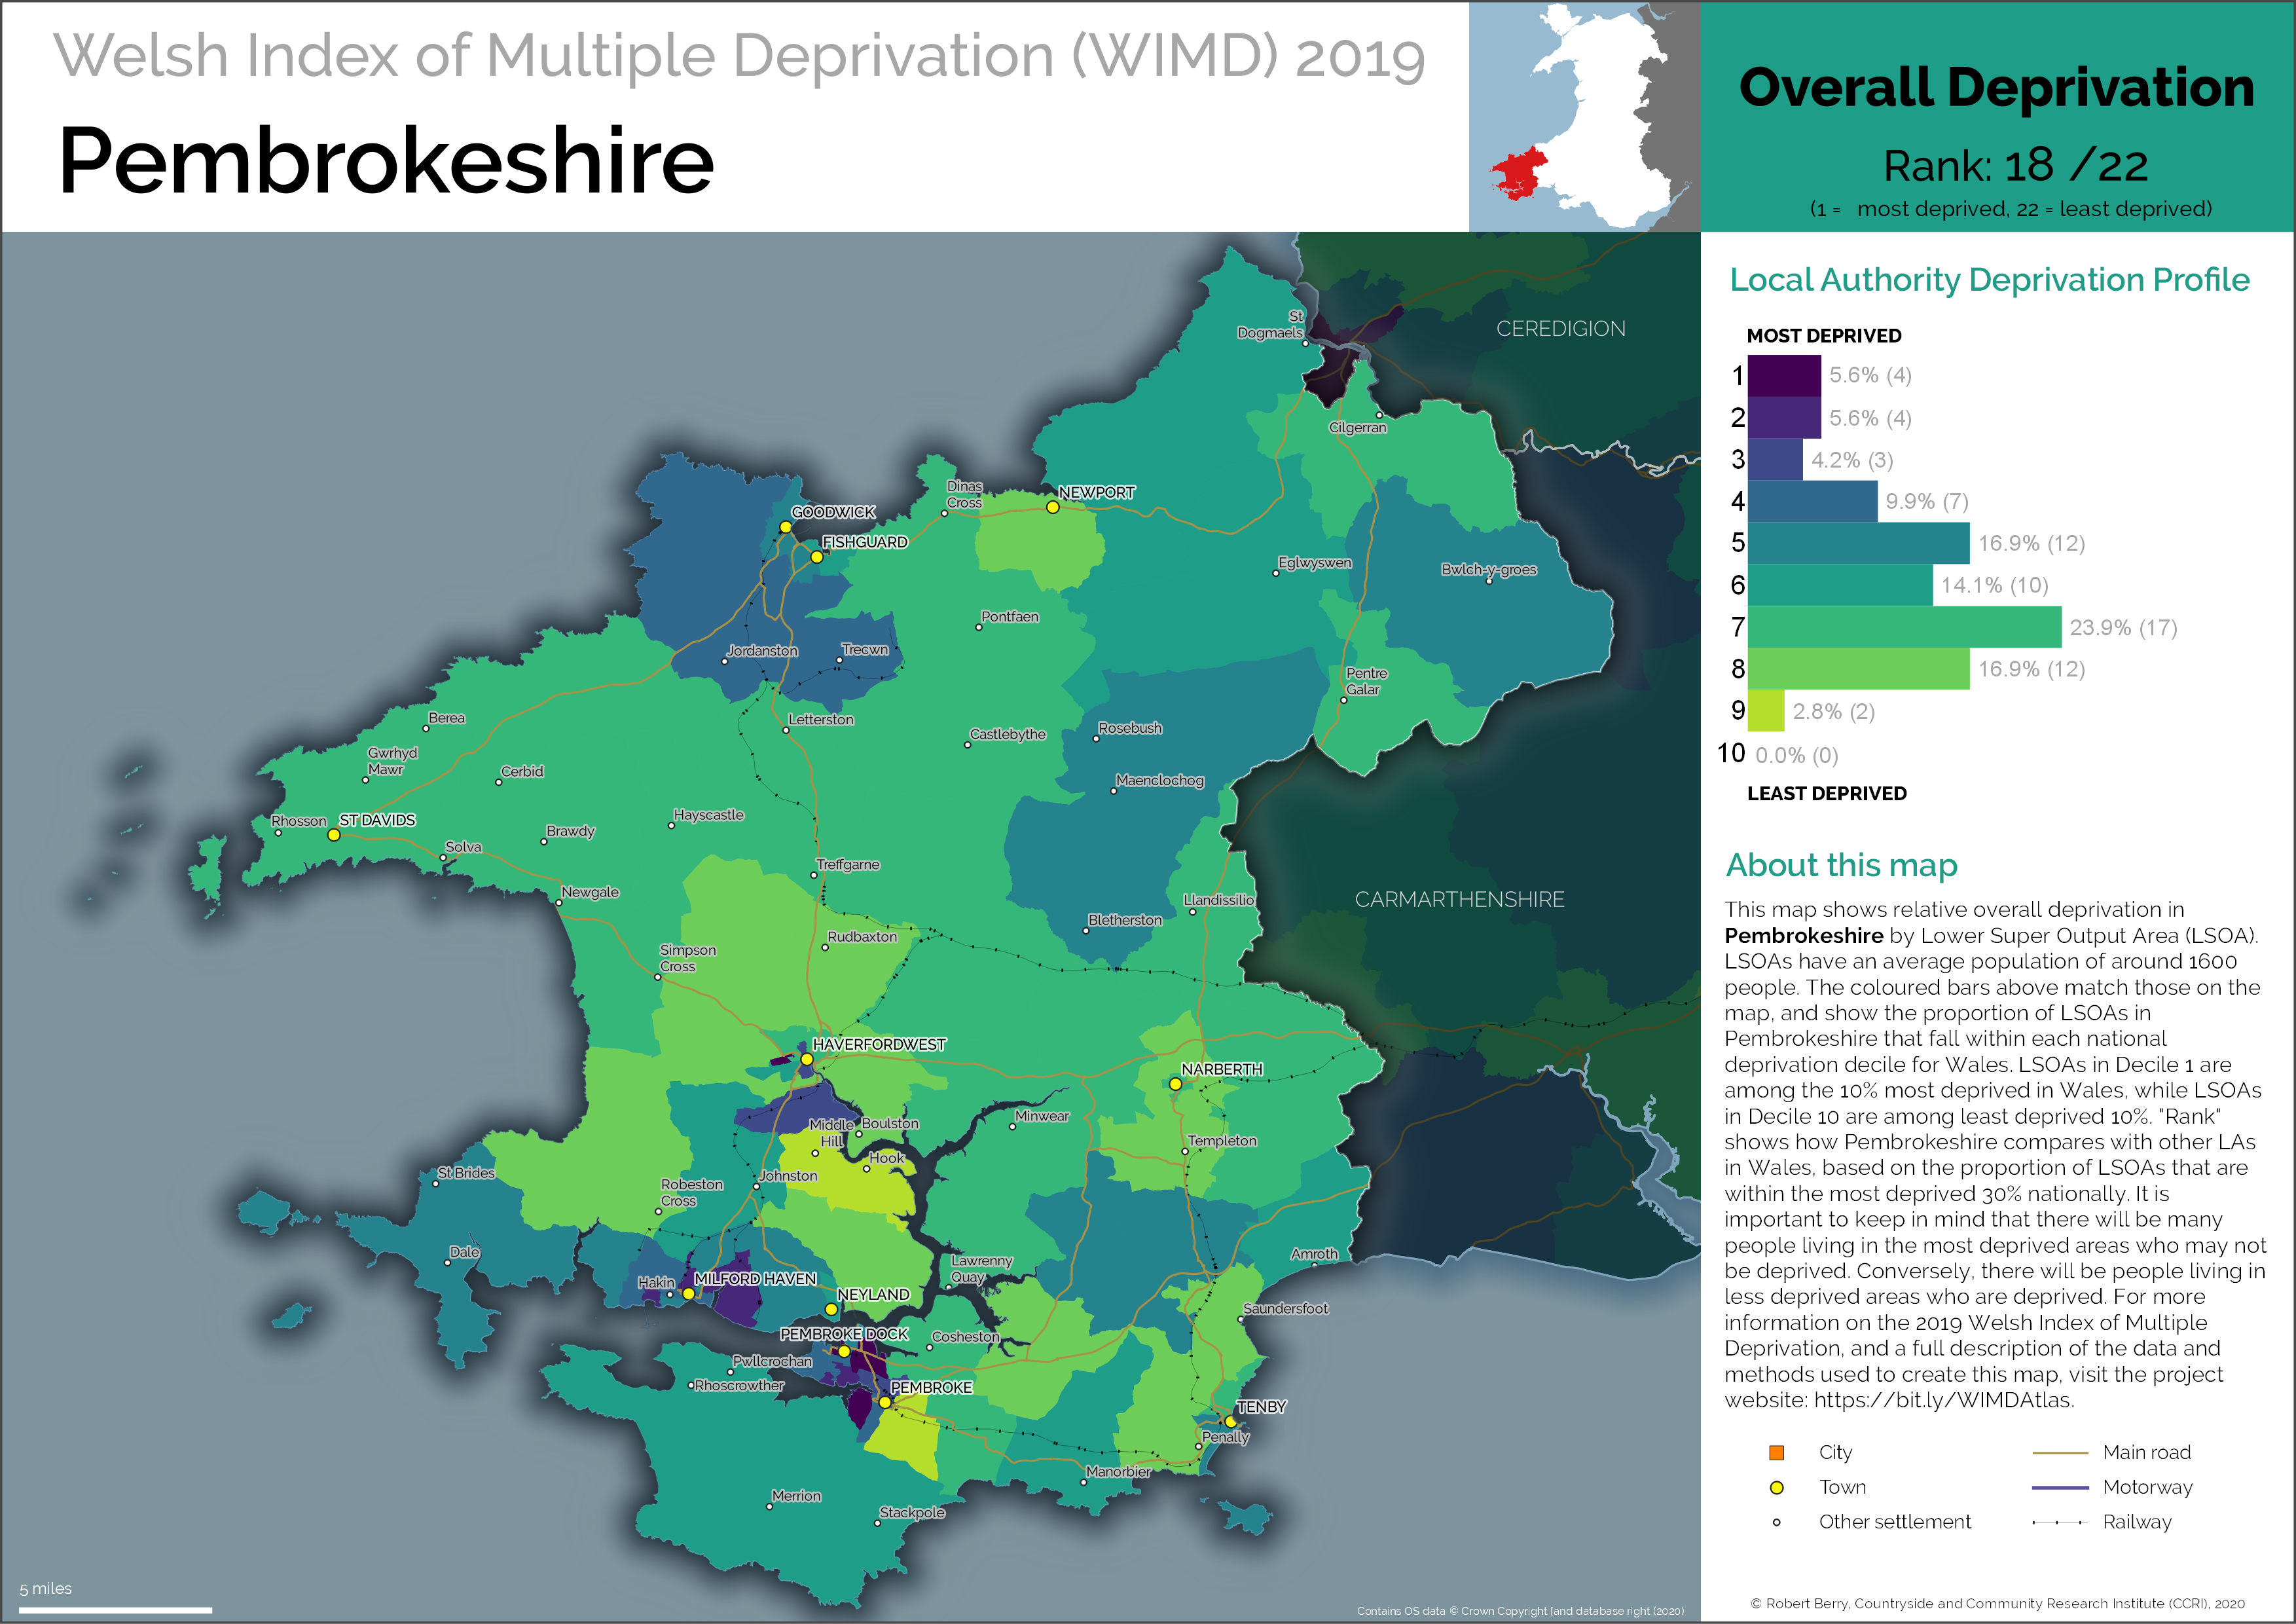 Welsh Index of Multiple Deprivation (WIMD) 2019
Pembrokeshire
Overall Deprivation
Rank: 18 /22
(1 = most deprived, 22 = least deprived)
Local Authority Deprivation Profile
MOST DEPRIVED
1 5.6% (4)
2 5.6% (4)
3 4.2% (3)
4 9.9% (7)
5 16.9% (12)
6 14.1% (10)
7 23.9% (17)
8 16.9% (12)
9 2.8% (2)
10 0.0% (0)
LEAST DEPRIVED
About this map
This map shows relative overall deprivation in
Pembrokeshire by Lower Super Output Area (LSOA).
LSOAs have an average population of around 1600
people. The coloured bars above match those on the
map, and show the proportion of LSOAs in
Pembrokeshire that fall within each national
deprivation decile for Wales. LSOAs in Decile 1 are
among the 10% most deprived in Wales, while LSOAs
in Decile 10 are among least deprived 10%. "Rank"
shows how Pembrokeshire compares with other LAs
in Wales, based on the proportion of LSOAs that are
within the most deprived 30% nationally. It is
important to keep in mind that there will be many
people living in the most deprived areas who may not
be deprived. Conversely, there will be people living in
less deprived areas who are deprived. For more
information on the 2019 Welsh Index of Multiple
Deprivation, and a full description of the data and
methods used to create this map, visit the project
website: https://bit.ly/WIMDAtlas.
City
Main road
Town
Motorway
Other settlement
Railway
© Robert Berry, Countryside and Community Research Institute (CCRI), 2020
CEREDIGION
St
Dogmaels
Cilgerran
Dinas
Cross
NEWPORT
GOODWICK
FISHGUARD
Eglwyswen
Bwlch-y-groes
Pontfaen
Jordanston
Trecwn
Pentre
Galar
Berea
Letterston
Castlebythe
Rosebush
Gwrhyd
Mawr
Cerbid
Maenclochog
Rhosson
ST DAVIDS
Brawdy
Hayscastle
Solva
Treffgarne
Newgale
Llandissilio
CARMARTHENSHIRE
Bletherston
Simpson
Cross
Rudbaxton
HAVERFORDWEST
NARBERTH
Minwear
Middle
Hill
Boulston
Hook
Templeton
St Brides
Robeston
Cross
Johnston
Dale
Amroth
Lawrenny
Quay
Hakin
MILFORD HAVEN
NEYLAND
Saundersfoot
PEMBROKE DOCK
Cosheston
Pwllcrochan
Rhoscrowther
PEMBROKE
TENBY
Penally
Manorbier
Merrion
Stackpole
5 miles
Contains OS data © Crown Copyright [and database right (2020)